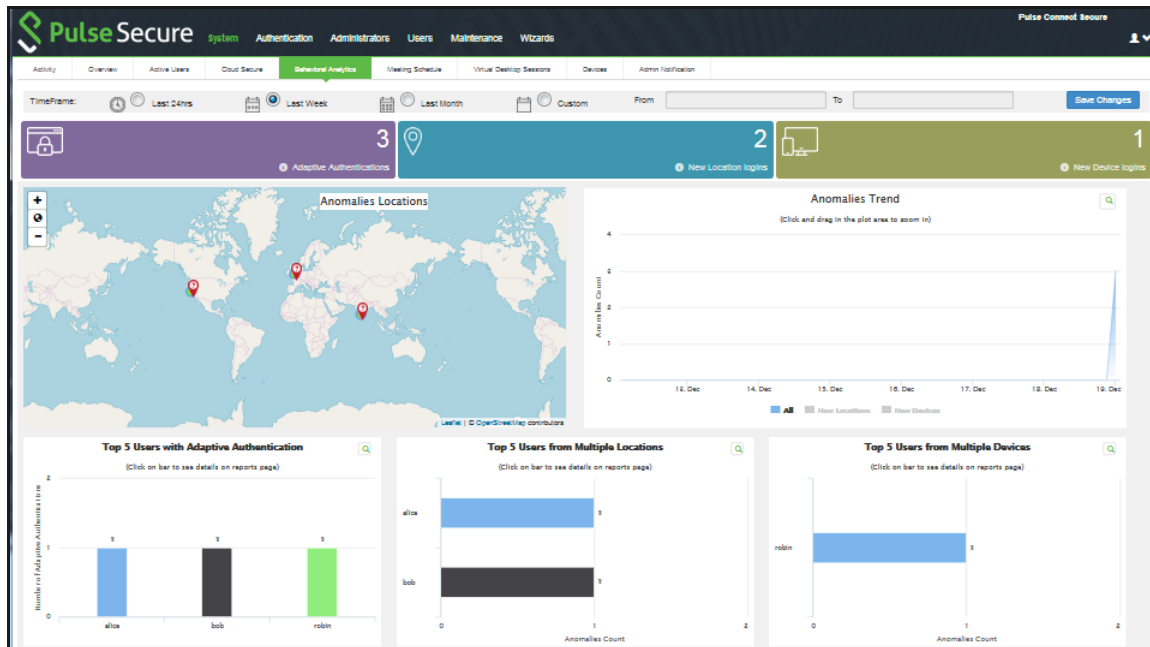 Pulse Connect Secure
Pulse Secure System Authentication Administrators Users Maintenance Wizards
Activity Overview Active Users Cloud Secure Behavioral Analytics Meeting Schedule Virtual Desktop Sessions Devices Admin Notification
TimeFrame: Last 24hrs Last Week Last Month Custom From To Save Changes
3 2 1
Adaptive Authentications New Location logins New Device logins
+
−
Anomalies Locations
Leaflet | © OpenStreetMap contributors
Anomalies Trend
(Click and drag in the plot area to zoom in)
Anomalies Count
4
3
2
1
0
14. Dec 15. Dec 16. Dec 17. Dec 18. Dec 19. Dec
All New Locations New Devices
Top 5 Users with Adaptive Authentication
(Click on bar to see details on reports page)
Number of Adaptive Authentications
2
1
0
alice bob robin
Top 5 Users from Multiple Locations
(Click on bar to see details on reports page)
alice
bob
0 1 2
Anomalies Count
Top 5 Users from Multiple Devices
(Click on bar to see details on reports page)
robin
0 1 2
Anomalies Count